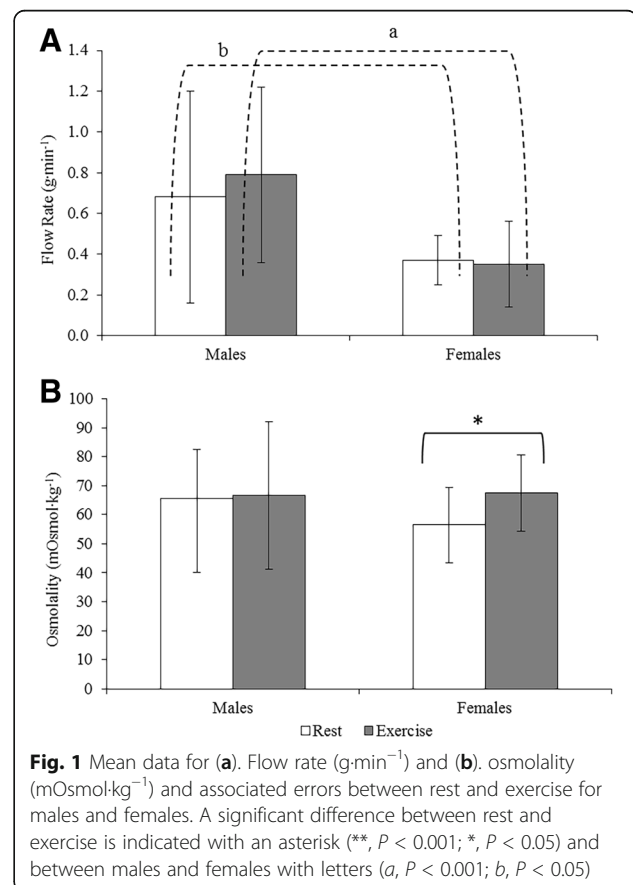 A
a
b
1.4
1.2
1.0
0.8
0.6
0.4
0.2
0.0
Flow Rate (g·min⁻¹)
Males Females
B
*
100
90
80
70
60
50
40
30
20
10
0
Osmolality (mOsmol·kg⁻¹)
Males Females
Rest Exercise
Fig. 1 Mean data for (a). Flow rate (g·min⁻¹) and (b). osmolality
(mOsmol·kg⁻¹) and associated errors between rest and exercise for
males and females. A significant difference between rest and
exercise is indicated with an asterisk (**, P < 0.001; *, P < 0.05) and
between males and females with letters (a, P < 0.001; b, P < 0.05)